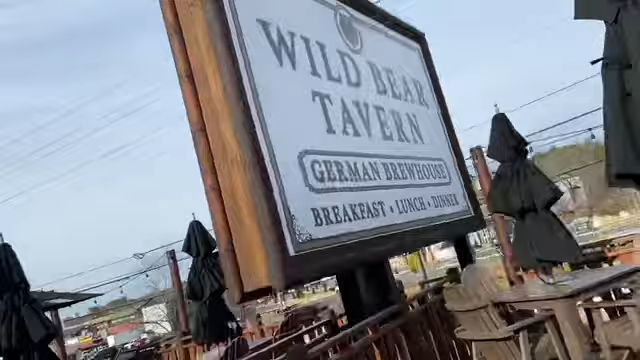 WILD BEAR
TAVERN
GERMAN BREWHOUSE
BREAKFAST • LUNCH • DINNER